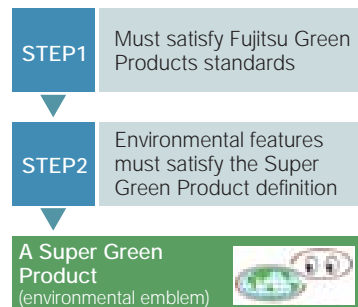 STEP1
Must satisfy Fujitsu Green
Products standards
STEP2
Environmental features
must satisfy the Super
Green Product definition
A Super Green
Product
(environmental emblem)